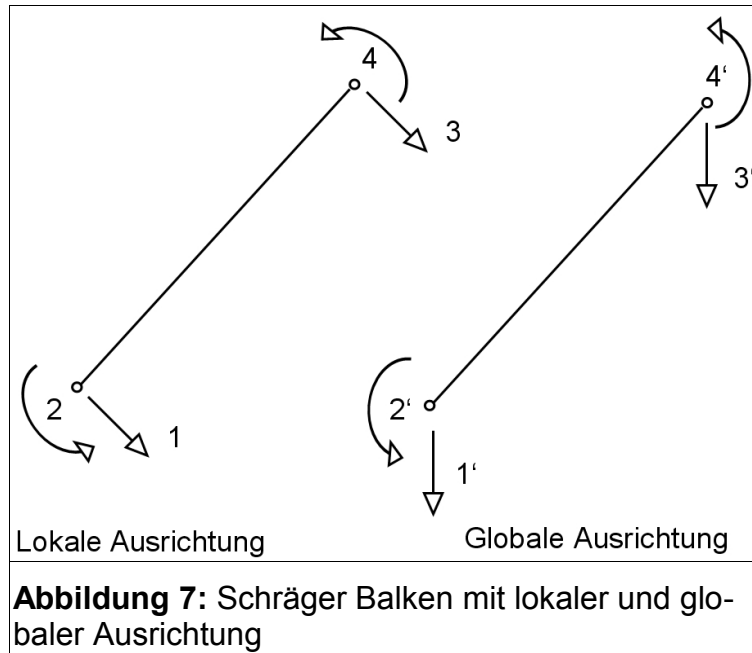 4
3
2
1
Lokale Ausrichtung
4‘
3‘
2‘
1‘
Globale Ausrichtung
Abbildung 7: Schräger Balken mit lokaler und glo-
baler Ausrichtung